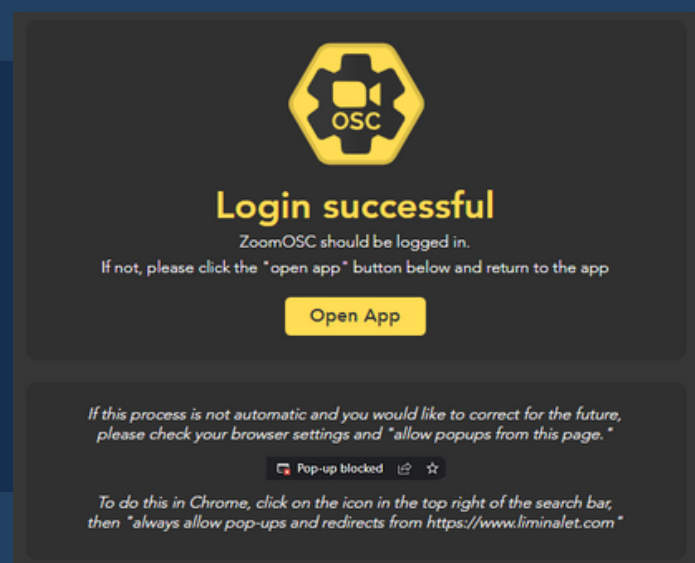 OSC
Login successful
ZoomOSC should be logged in.
If not, please click the "open app" button below and return to the app
Open App
If this process is not automatic and you would like to correct for the future,
please check your browser settings and "allow popups from this page."
Pop-up blocked
To do this in Chrome, click on the icon in the top right of the search bar,
then "always allow pop-ups and redirects from https://www.liminalet.com"